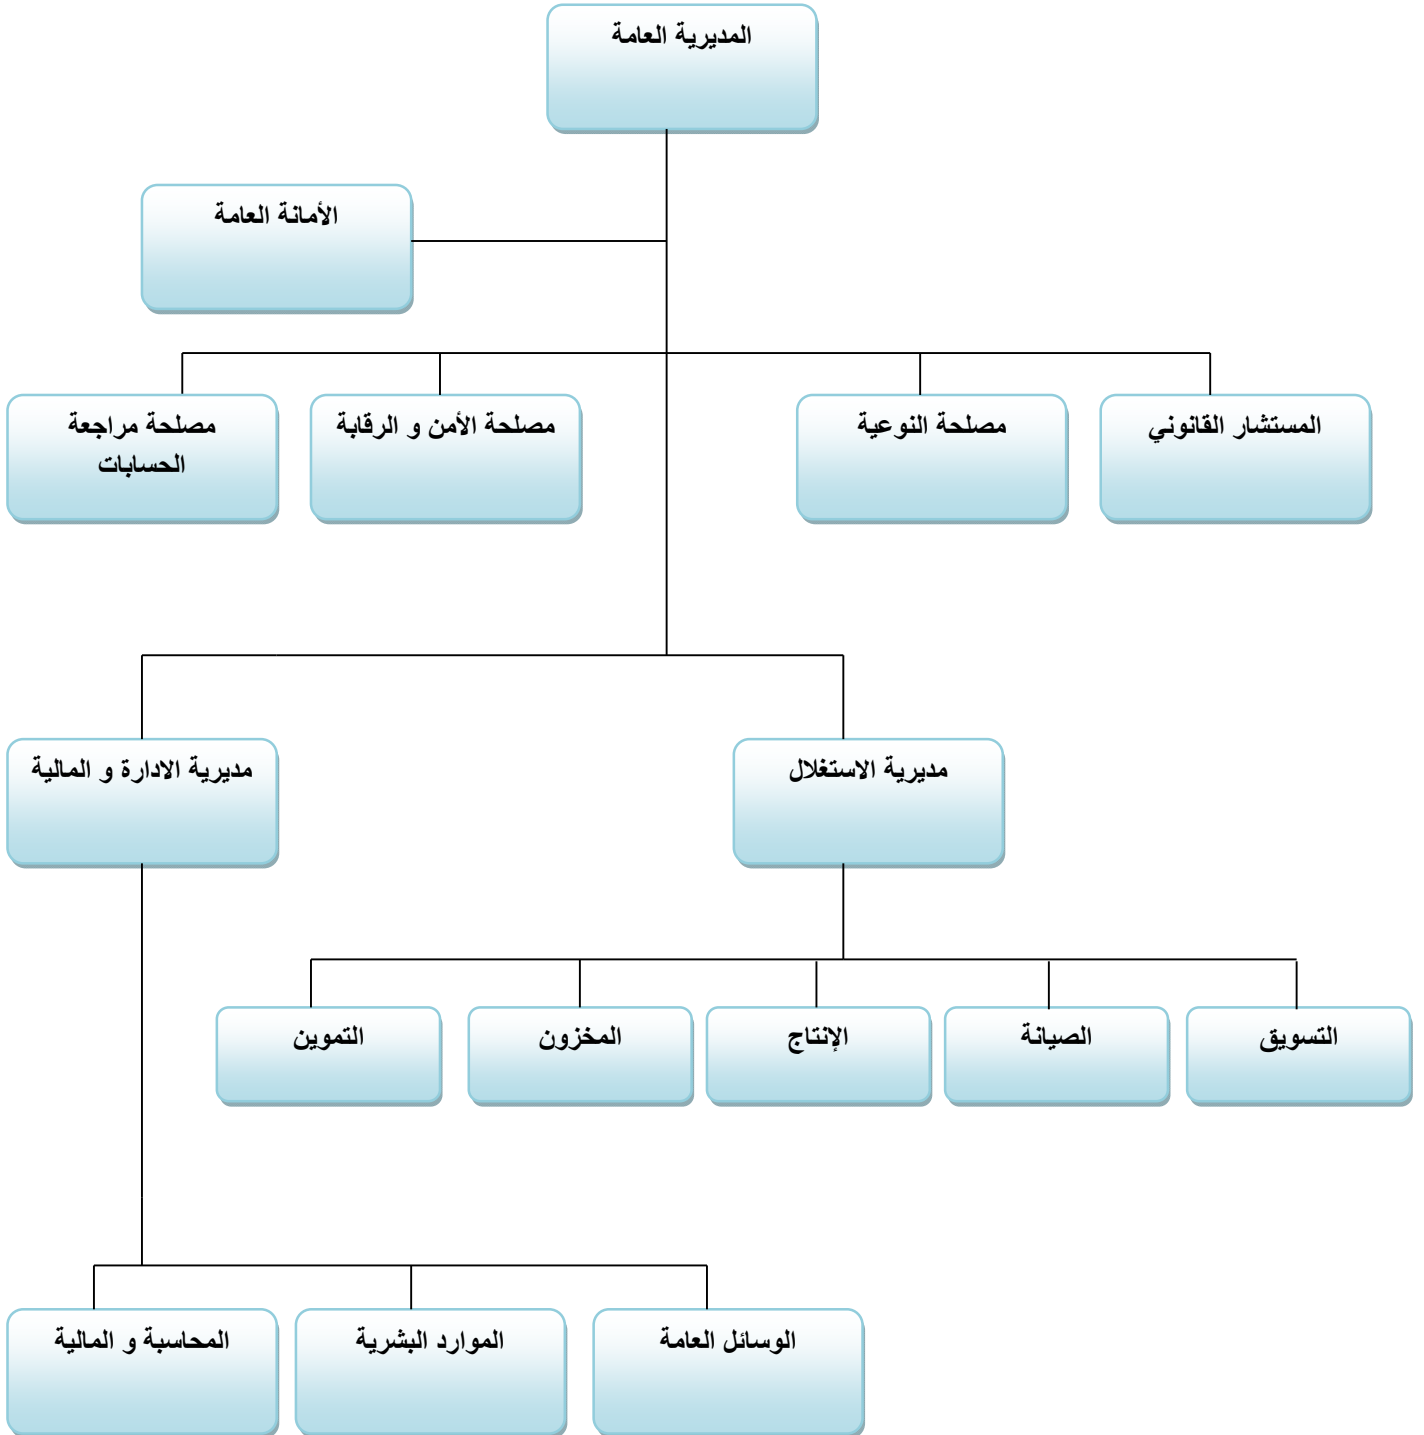 المديرية العامة
الأمانة العامة
المستشار القانوني
مصلحة النوعية
مصلحة الأمن و الرقابة
مصلحة مراجعة
الحسابات
مديرية الاستغلال
مديرية الادارة و المالية
التسويق
الصيانة
الإنتاج
المخزون
التموين
الوسائل العامة
الموارد البشرية
المحاسبة و المالية